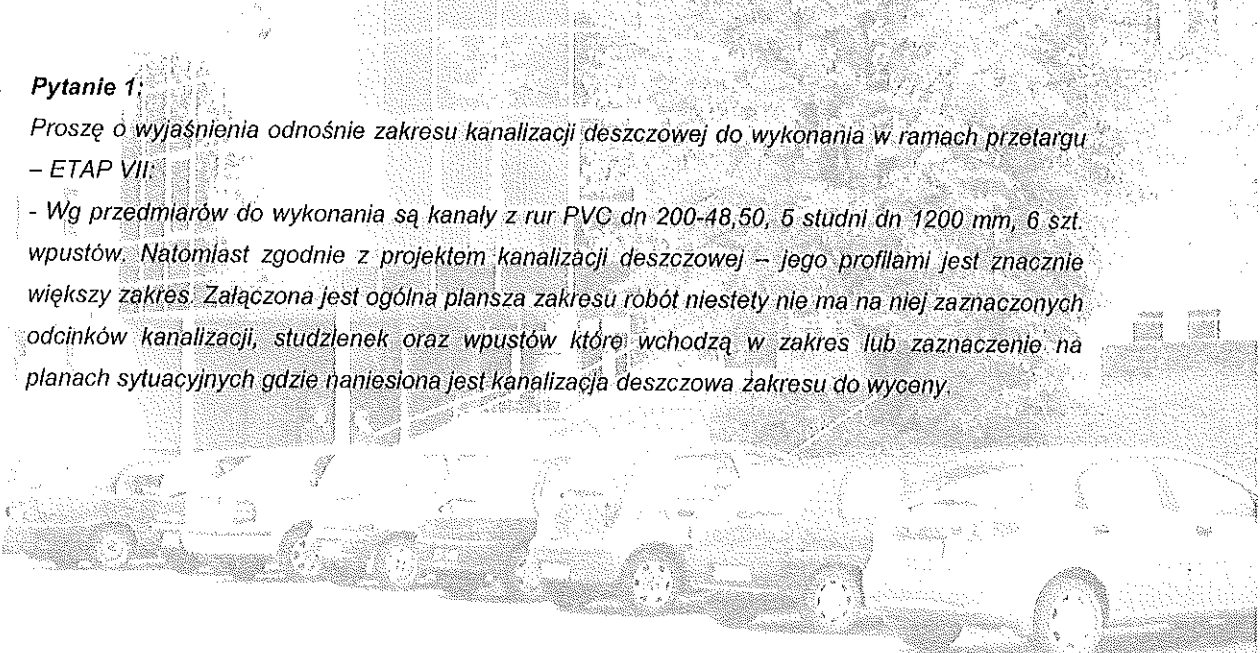 Pytanie 1:
Proszę o wyjaśnienia odnośnie zakresu kanalizacji deszczowej do wykonania w ramach przetargu
– ETAP VII:
- Wg przedmiarów do wykonania są kanały z rur PVC dn 200-48,50, 5 studni dn 1200 mm, 6 szt.
wpustów. Natomiast zgodnie z projektem kanalizacji deszczowej – jego profilami jest znacznie
większy zakres. Załączona jest ogólna plansza zakresu robót niestety nie ma na niej zaznaczonych
odcinków kanalizacji, studzienek oraz wpustów które wchodzą w zakres lub zaznaczenie na
planach sytuacyjnych gdzie naniesiona jest kanalizacja deszczowa zakresu do wyceny.